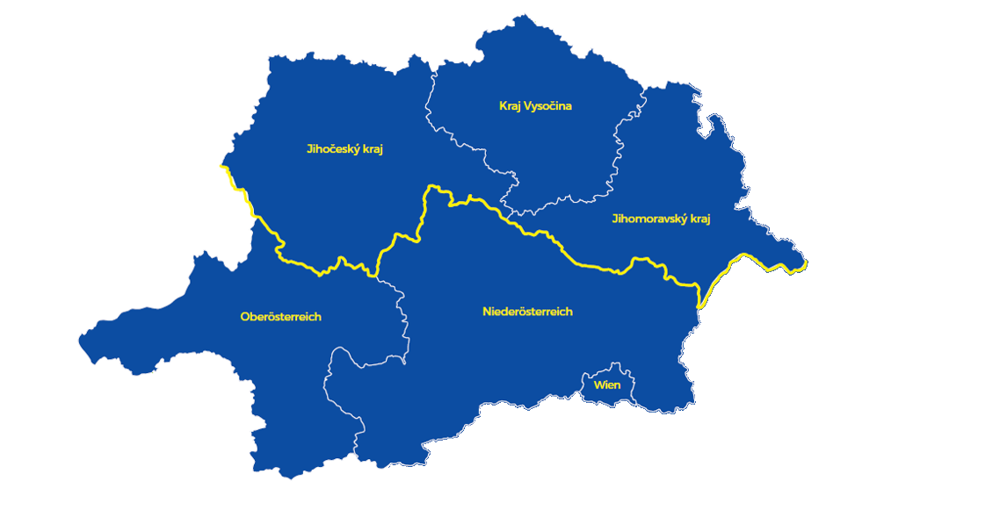 Kraj Vysočina
Jihočeský kraj
Jihomoravský kraj
Niederösterreich
Oberösterreich
Wien